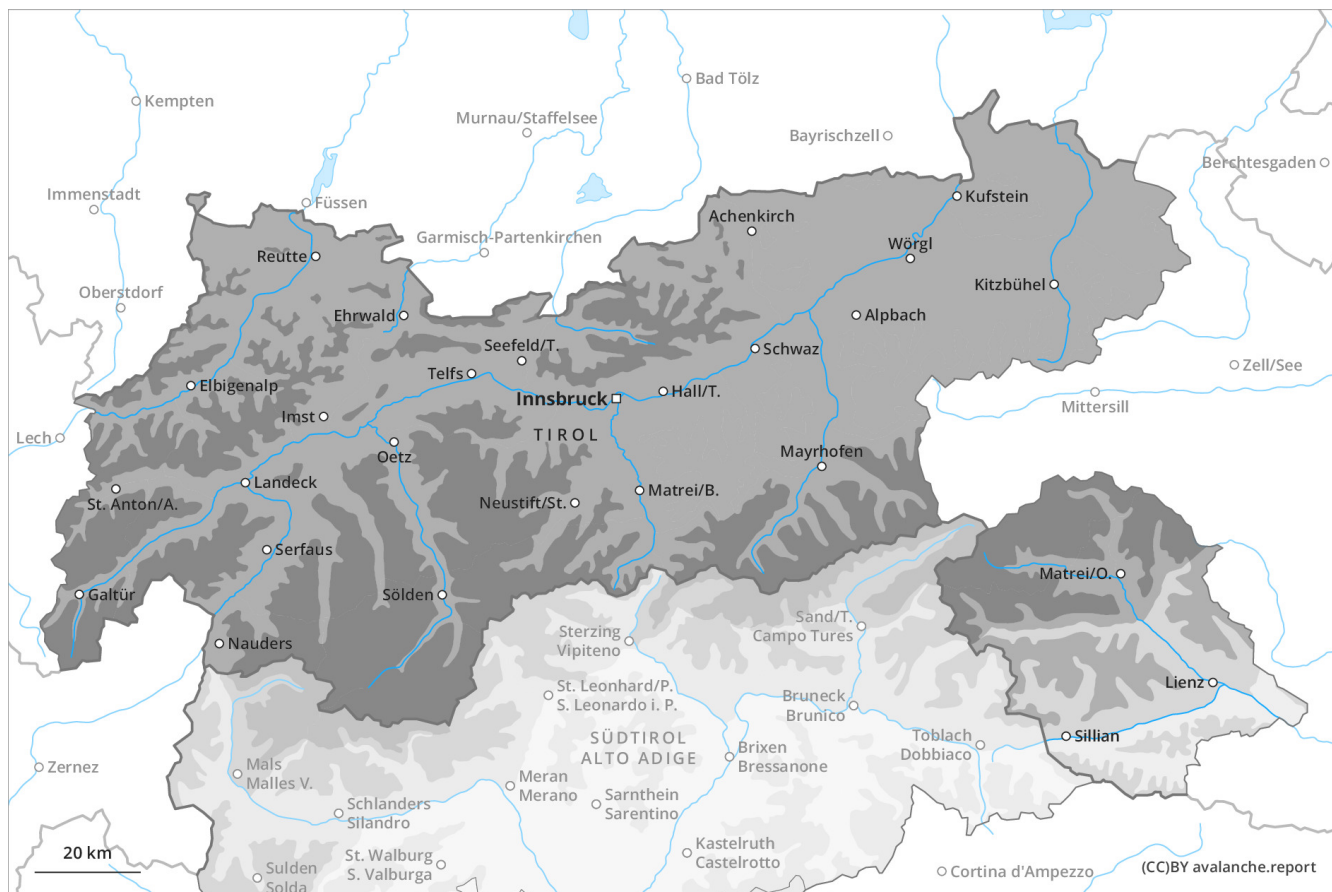 Kempten
Bad Tölz
Murnau/Staffelsee
Bayrischzell
Berchtesgaden
Immenstadt
Füssen
Kufstein
Achenkirch
Garmisch-Partenkirchen
Wörgl
Reutte
Oberstdorf
Kitzbühel
Ehrwald
Alpbach
Seefeld/T.
Schwaz
Telfs
Zell/See
Elbigenalp
Innsbruck
Hall/T.
Mittersill
Imst
Lech
TIROL
Oetz
Mayrhofen
Landeck
St. Anton/A.
Neustift/St.
Matrei/B.
Serfaus
Matrei/O.
Galtür
Sölden
Sand/T.
Campo Tures
Sterzing
Vipiteno
Nauders
Lienz
St. Leonhard/P.
S. Leonardo i. P.
Bruneck
Brunico
SÜDTIROL
ALTO ADIGE
Sillian
Toblach
Dobbiaco
Brixen
Bressanone
Zernez
Mals
Malles V.
Meran
Merano
Schlanders
Silandro
Sarnthein
Sarentino
Kastelruth
Castelrotto
20 km
St. Walburg
S. Valburga
Sulden
Solda
Cortina d'Ampezzo
(CC)BY avalanche.report